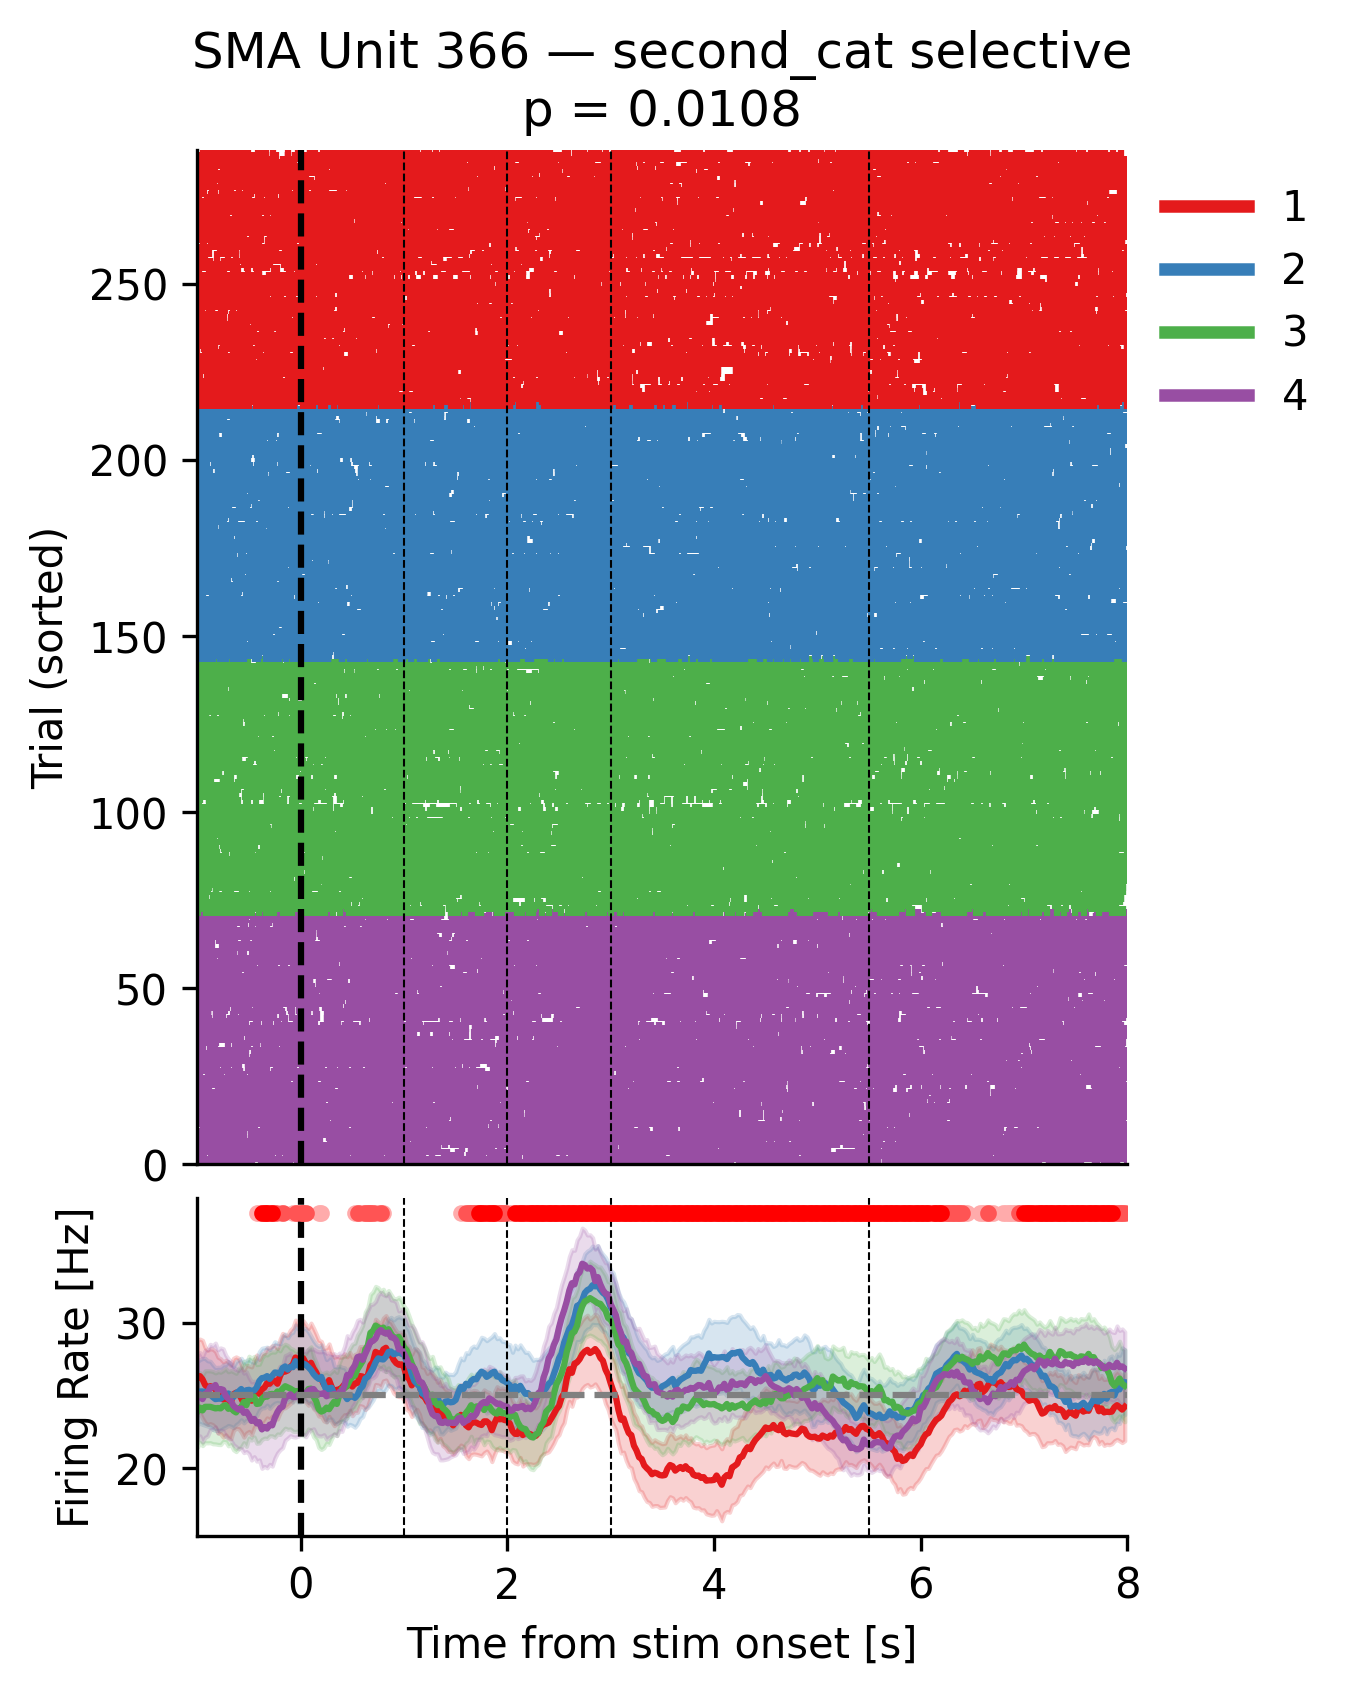 SMA Unit 366 — second_cat selective
p = 0.0108
1
2
3
4
250
200
150
100
50
0
Trial (sorted)
30
20
Firing Rate [Hz]
0 2 4 6 8
Time from stim onset [s]